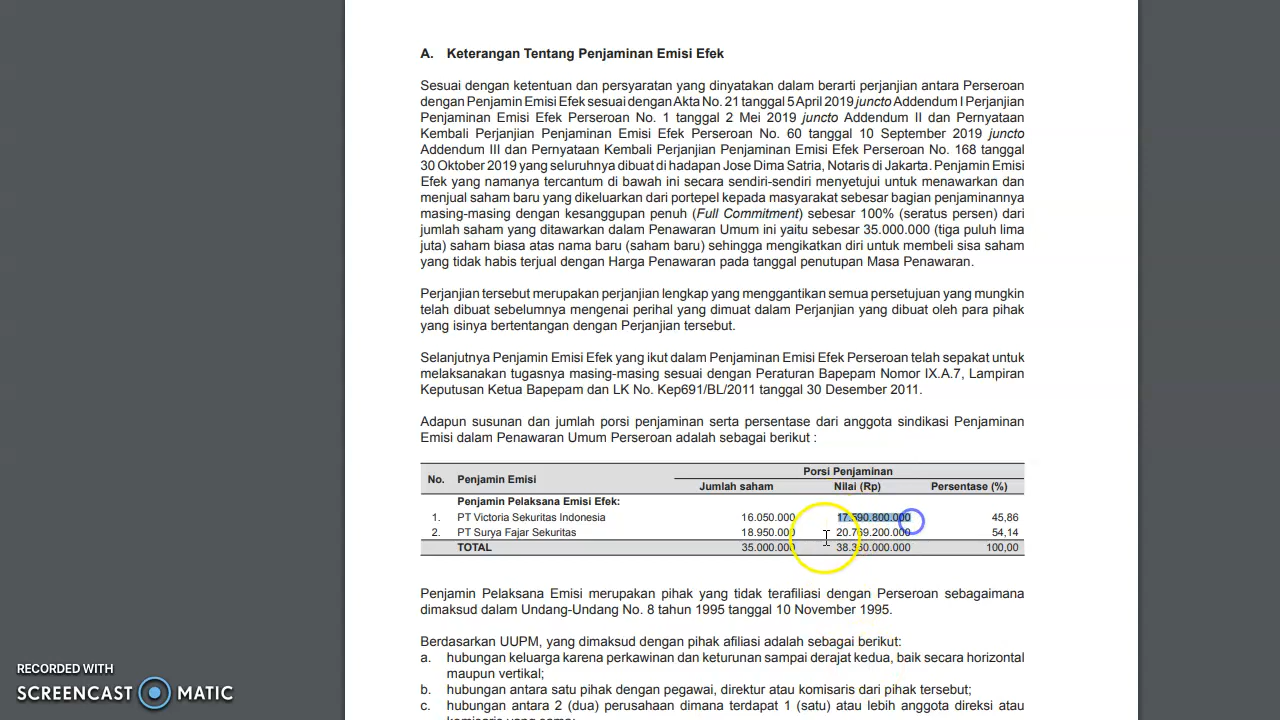 A. Keterangan Tentang Penjaminan Emisi Efek
Sesuai dengan ketentuan dan persyaratan yang dinyatakan dalam berarti perjanjian antara Perseroan
dengan Penjamin Emisi Efek sesuai dengan Akta No. 21 tanggal 5 April 2019 juncto Addendum I Perjanjian
Penjaminan Emisi Efek Perseroan No. 1 tanggal 2 Mei 2019 juncto Addendum II dan Pernyataan
Kembali Perjanjian Penjaminan Emisi Efek Perseroan No. 60 tanggal 10 September 2019 juncto
Addendum III dan Pernyataan Kembali Perjanjian Penjaminan Emisi Efek Perseroan No. 168 tanggal
30 Oktober 2019 yang seluruhnya dibuat di hadapan Jose Dima Satria, Notaris di Jakarta. Penjamin Emisi
Efek yang namanya tercantum di bawah ini secara sendiri-sendiri menyetujui untuk menawarkan dan
menjual saham baru yang dikeluarkan dari portepel kepada masyarakat sebesar bagian penjaminannya
masing-masing dengan kesanggupan penuh (Full Commitment) sebesar 100% (seratus persen) dari
jumlah saham yang ditawarkan dalam Penawaran Umum ini yaitu sebesar 35.000.000 (tiga puluh lima
juta) saham biasa atas nama baru (saham baru) sehingga mengikatkan diri untuk membeli sisa saham
yang tidak habis terjual dengan Harga Penawaran pada tanggal penutupan Masa Penawaran.
Perjanjian tersebut merupakan perjanjian lengkap yang menggantikan semua persetujuan yang mungkin
telah dibuat sebelumnya mengenai perihal yang dimuat dalam Perjanjian yang dibuat oleh para pihak
yang isinya bertentangan dengan Perjanjian tersebut.
Selanjutnya Penjamin Emisi Efek yang ikut dalam Penjaminan Emisi Efek Perseroan telah sepakat untuk
melaksanakan tugasnya masing-masing sesuai dengan Peraturan Bapepam Nomor IX.A.7, Lampiran
Keputusan Ketua Bapepam dan LK No. Kep691/BL/2011 tanggal 30 Desember 2011.
Adapun susunan dan jumlah porsi penjaminan serta persentase dari anggota sindikasi Penjaminan
Emisi dalam Penawaran Umum Perseroan adalah sebagai berikut :
No. Penjamin Emisi Porsi Penjaminan
Jumlah saham Nilai (Rp) Persentase (%)
Penjamin Pelaksana Emisi Efek:
1. PT Victoria Sekuritas Indonesia 16.050.000 17.590.800.000 45,86
2. PT Surya Fajar Sekuritas 18.950.000 20.769.200.000 54,14
TOTAL 35.000.000 38.360.000.000 100,00
Penjamin Pelaksana Emisi merupakan pihak yang tidak terafiliasi dengan Perseroan sebagaimana
dimaksud dalam Undang-Undang No. 8 tahun 1995 tanggal 10 November 1995.
Berdasarkan UUPM, yang dimaksud dengan pihak afiliasi adalah sebagai berikut:
a. hubungan keluarga karena perkawinan dan keturunan sampai derajat kedua, baik secara horizontal
maupun vertikal;
b. hubungan antara satu pihak dengan pegawai, direktur atau komisaris dari pihak tersebut;
c. hubungan antara 2 (dua) perusahaan dimana terdapat 1 (satu) atau lebih anggota direksi atau
RECORDED WITH
SCREENCAST MATIC